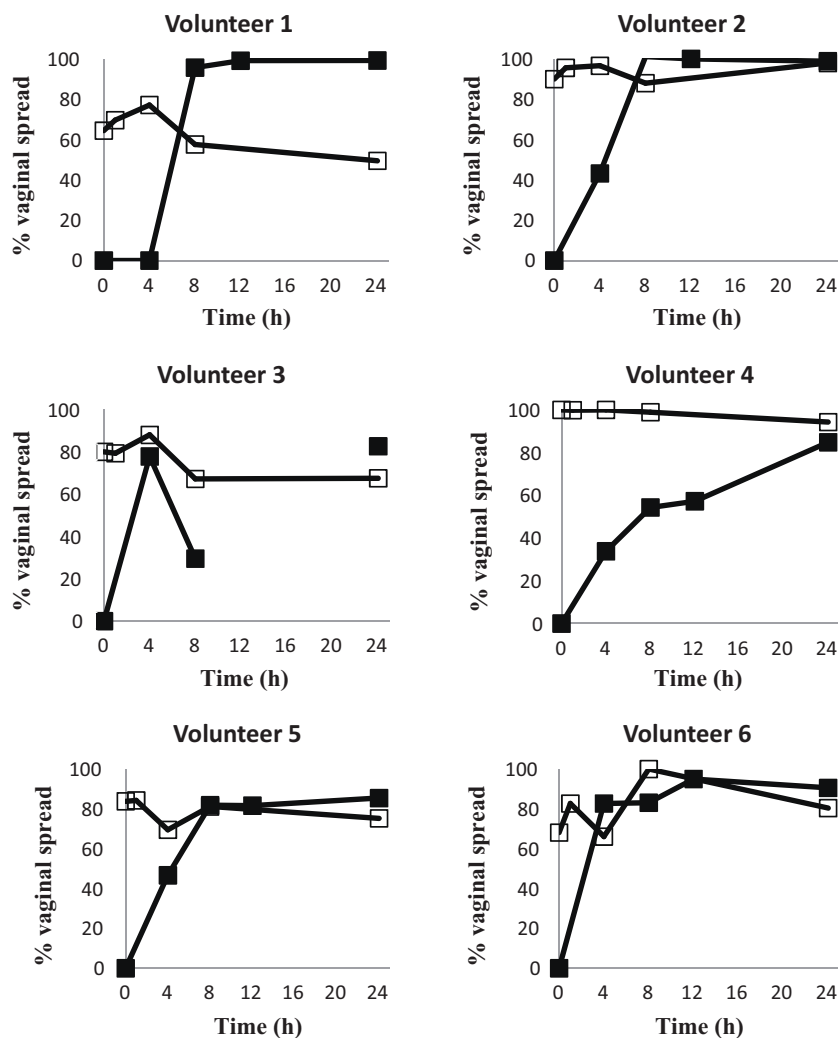 Volunteer 1
% vaginal spread
100
80
60
40
20
0
0 4 8 12 16 20 24
Time (h)
Volunteer 2
% vaginal spread
100
80
60
40
20
0
0 4 8 12 16 20 24
Time (h)
Volunteer 3
% vaginal spread
100
80
60
40
20
0
0 4 8 12 16 20 24
Time (h)
Volunteer 4
% vaginal spread
100
80
60
40
20
0
0 4 8 12 16 20 24
Time (h)
Volunteer 5
% vaginal spread
100
80
60
40
20
0
0 4 8 12 16 20 24
Time (h)
Volunteer 6
% vaginal spread
100
80
60
40
20
0
0 4 8 12 16 20 24
Time (h)